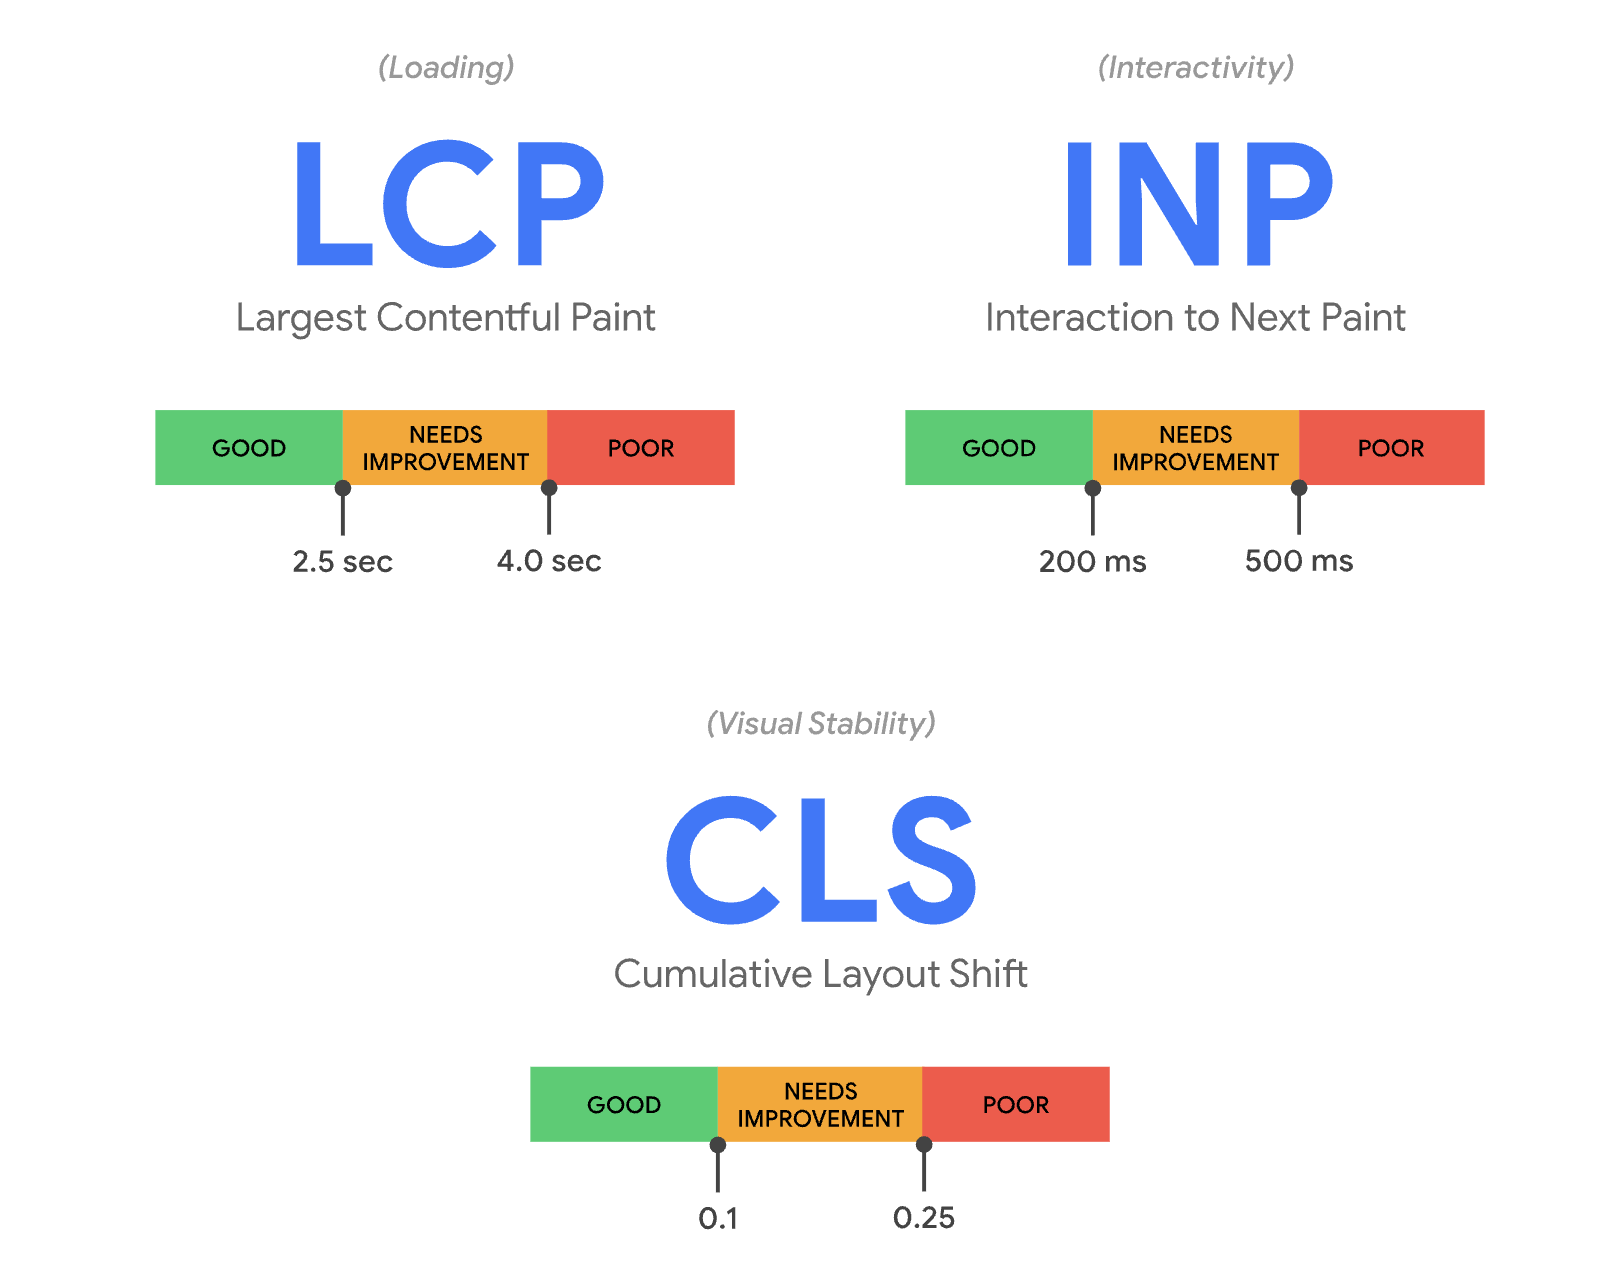 (Loading)
LCP
Largest Contentful Paint
GOOD
NEEDS
IMPROVEMENT
POOR
2.5 sec
4.0 sec
(Interactivity)
INP
Interaction to Next Paint
GOOD
NEEDS
IMPROVEMENT
POOR
200 ms
500 ms
(Visual Stability)
CLS
Cumulative Layout Shift
GOOD
NEEDS
IMPROVEMENT
POOR
0.1
0.25